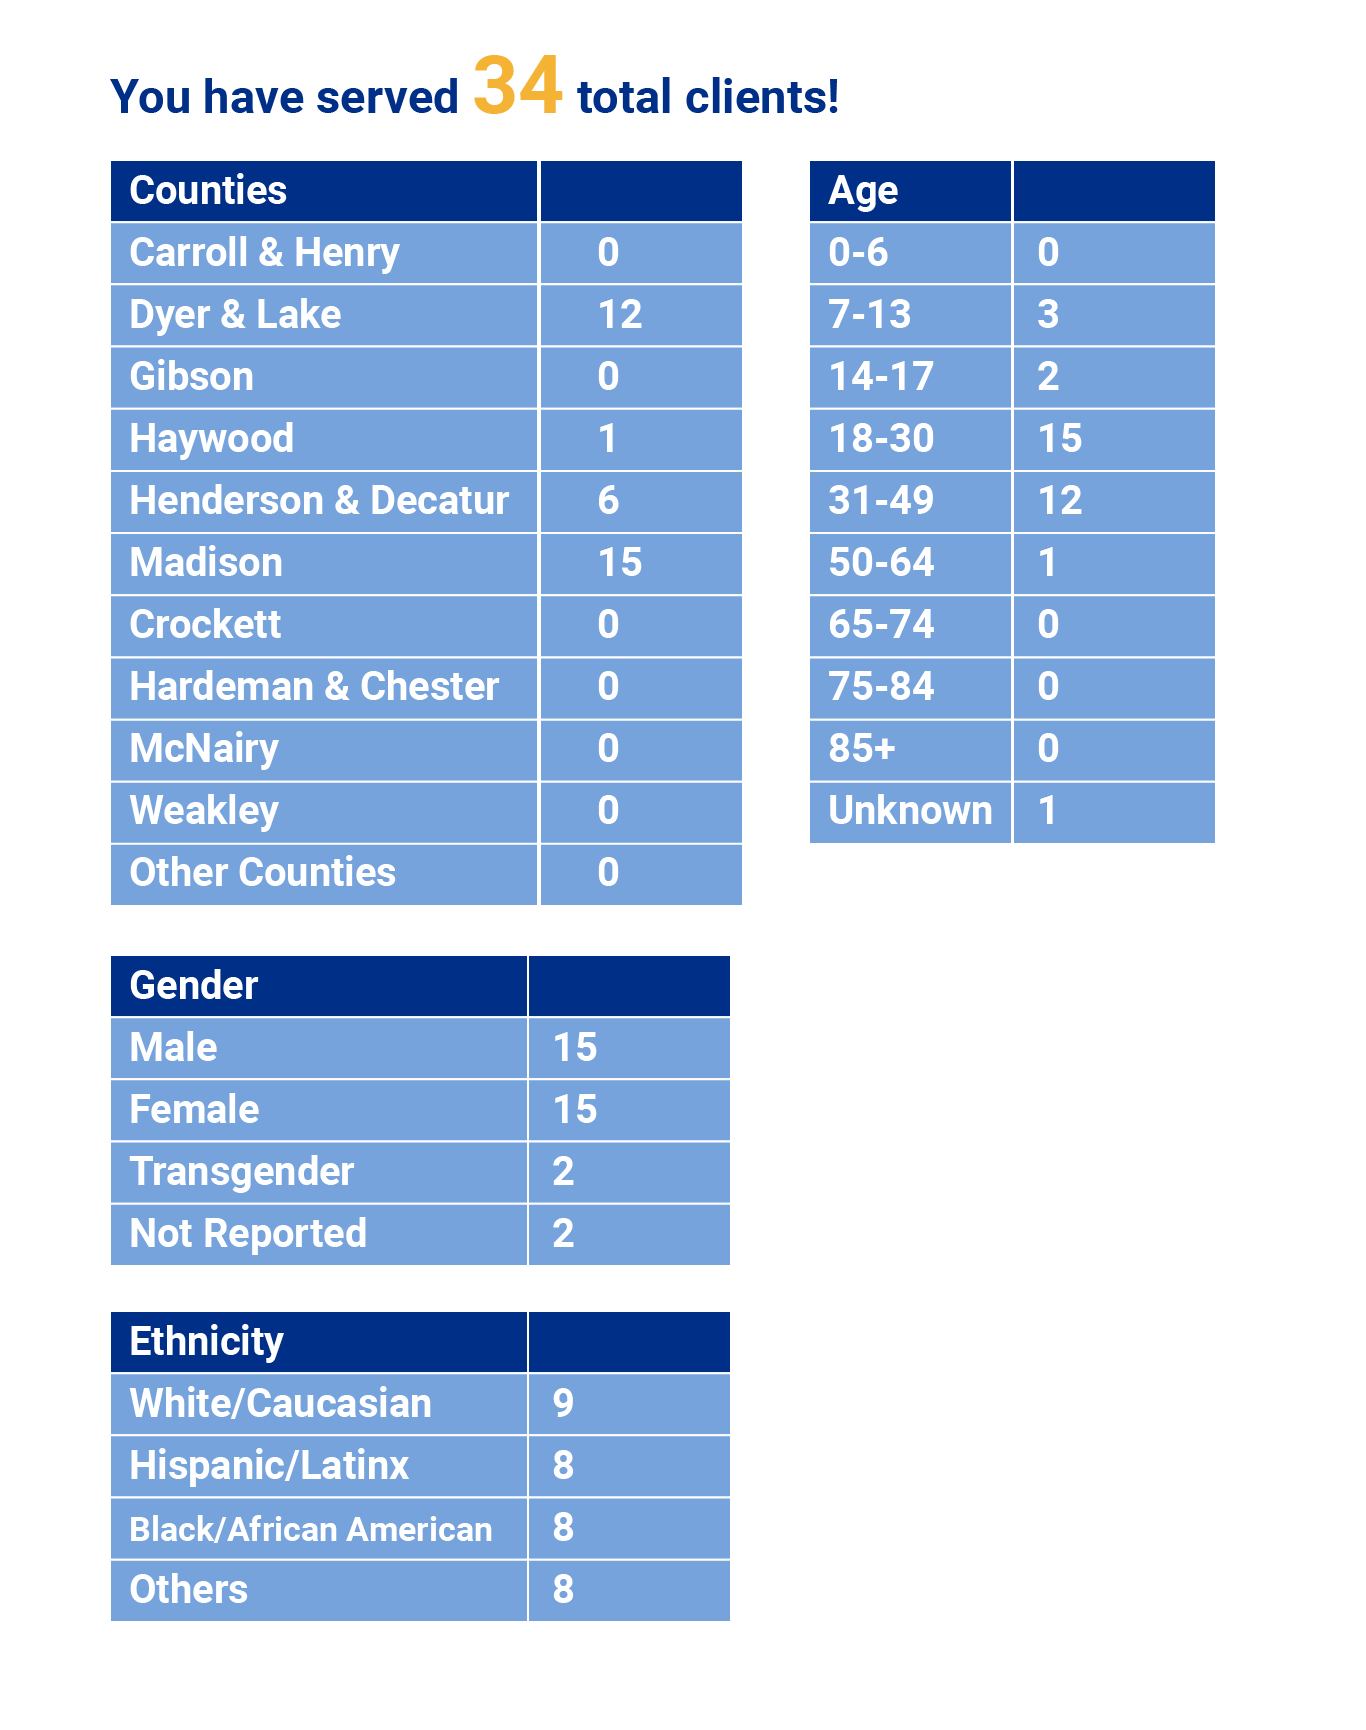 You have served 34 total clients!
Counties
Carroll & Henry 0
Dyer & Lake 12
Gibson 0
Haywood 1
Henderson & Decatur 6
Madison 15
Crockett 0
Hardeman & Chester 0
McNairy 0
Weakley 0
Other Counties 0
Age
0-6 0
7-13 3
14-17 2
18-30 15
31-49 12
50-64 1
65-74 0
75-84 0
85+ 0
Unknown 1
Gender
Male 15
Female 15
Transgender 2
Not Reported 2
Ethnicity
White/Caucasian 9
Hispanic/Latinx 8
Black/African American 8
Others 8